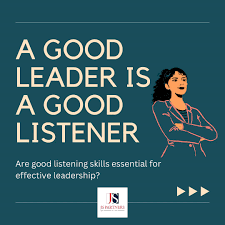 A GOOD
LEADER IS
A GOOD
LISTENER
Are good listening skills essential for
effective leadership?
JS